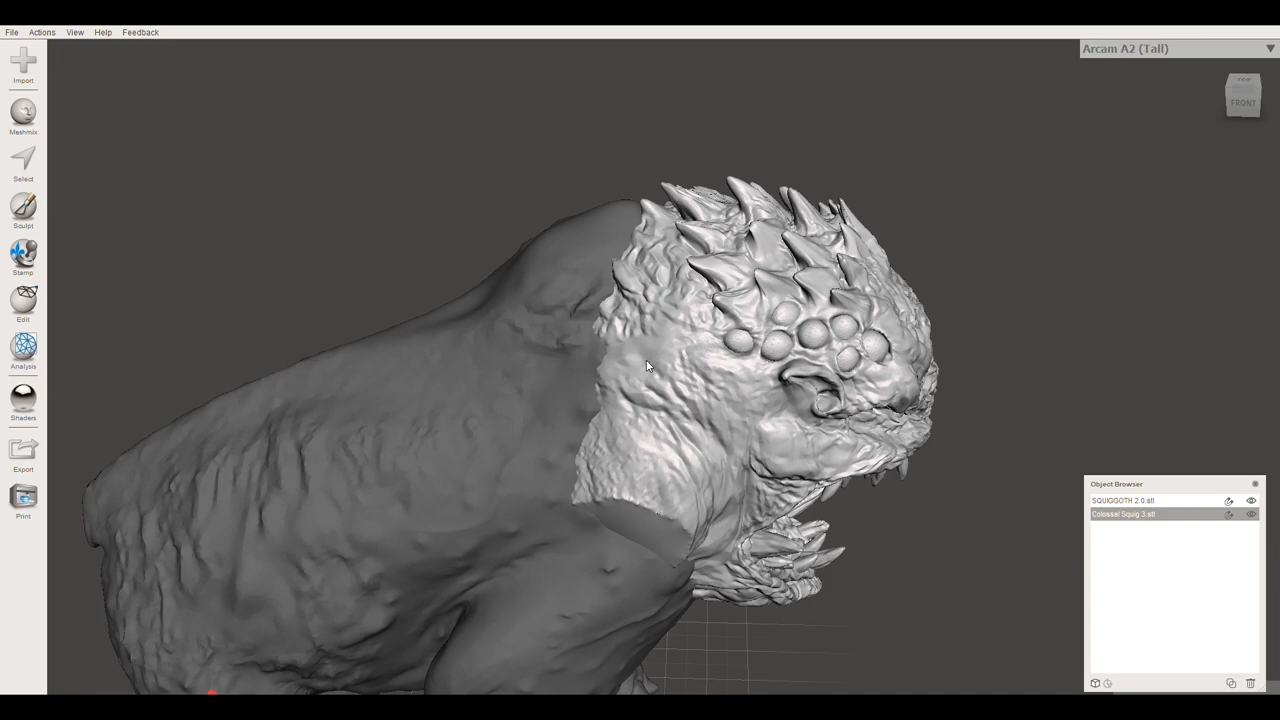 File Actions View Help Feedback
Arcam A2 (Tall)
Import
Meshmix
Select
Sculpt
Stamp
Edit
Analysis
Shaders
Export
Print
FRONT
Object Browser
SQUIGGOTH 2.0.stl
Colossal Squig 3.stl